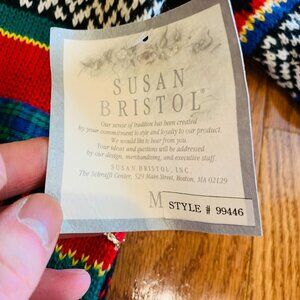 SUSAN
BRISTOL®
Our sense of tradition has been created
by your commitment to style and loyalty to our product.
We would like to hear from you.
Your ideas and questions will be addressed
by our design, merchandising, and executive staff.
SUSAN BRISTOL, INC.
The Schrafft Center, 529 Main Street, Boston, MA 02129
M
STYLE # 99446